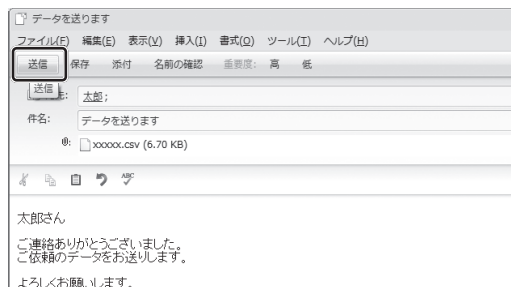 データを送ります
ファイル(F) 編集(E) 表示(V) 挿入(I) 書式(O) ツール(T) ヘルプ(H)
送信 保存 添付 名前の確認 重要度: 高 低
送信
太郎;
件名: データを送ります
xxxxx.csv (6.70 KB)
ABC
太郎さん
ご連絡ありがとうございました。
ご依頼のデータをお送りします。
よろしくお願いします。